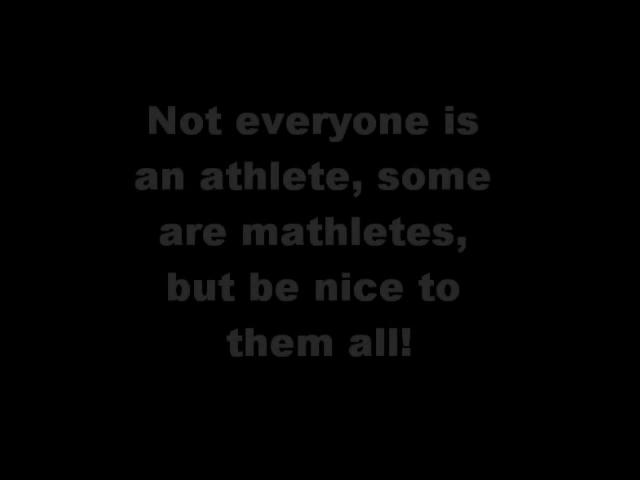 Not everyone is
an athlete, some
are mathletes,
but be nice to
them all!